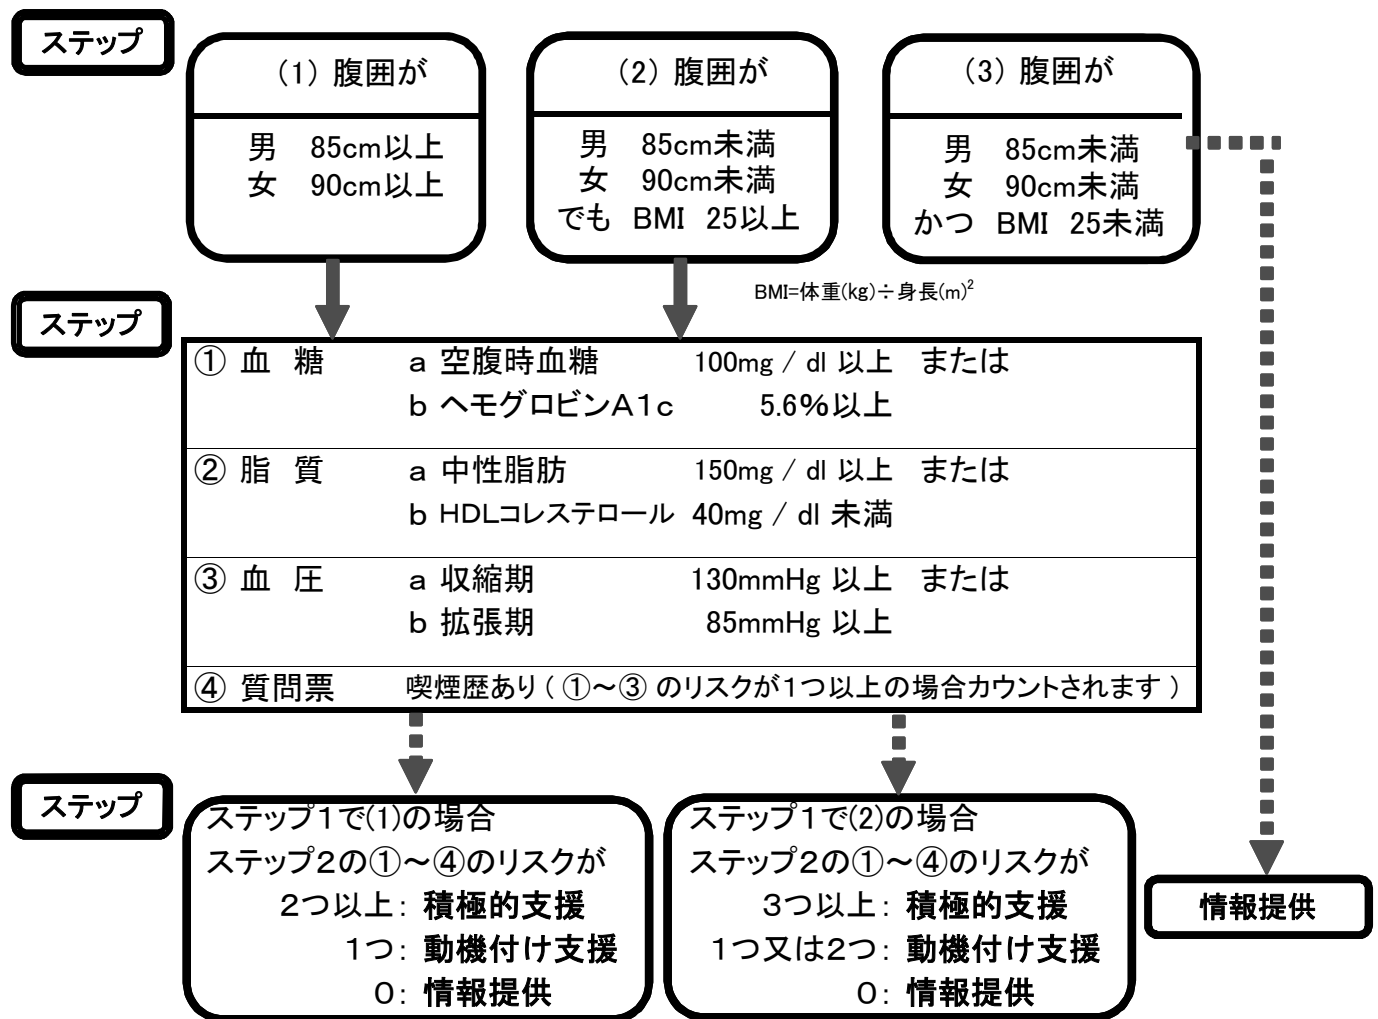 ステップ
(1) 腹囲が
男 85cm以上
女 90cm以上
(2) 腹囲が
男 85cm未満
女 90cm未満
でも BMI 25以上
(3) 腹囲が
男 85cm未満
女 90cm未満
かつ BMI 25未満
BMI=体重(kg)÷身長(m)²
ステップ
① 血 糖 a 空腹時血糖 100mg / dl 以上 または
b ヘモグロビンA1c 5.6%以上
② 脂 質 a 中性脂肪 150mg / dl 以上 または
b HDLコレステロール 40mg / dl 未満
③ 血 圧 a 収縮期 130mmHg 以上 または
b 拡張期 85mmHg 以上
④ 質問票 喫煙歴あり ( ①~③ のリスクが1つ以上の場合カウントされます )
ステップ
ステップ1で(1)の場合
ステップ2の①~④のリスクが
2つ以上: 積極的支援
1つ: 動機付け支援
0: 情報提供
ステップ1で(2)の場合
ステップ2の①~④のリスクが
3つ以上: 積極的支援
1つ又は2つ: 動機付け支援
0: 情報提供
情報提供